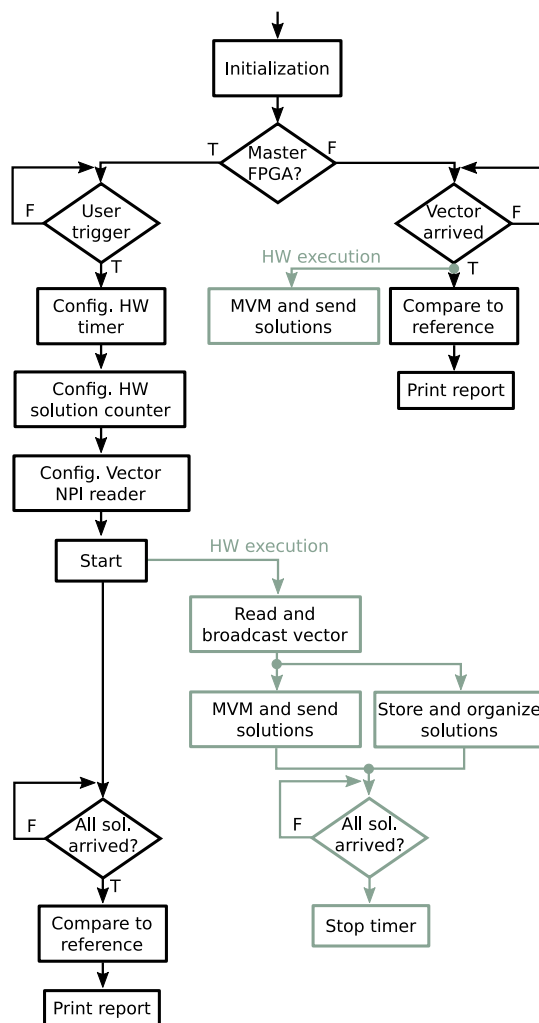 Initialization
Master
FPGA?
T
F
User
trigger
F
T
Vector
arrived
F
T
HW execution
MVM and send
solutions
Compare to
reference
Print report
Config. HW
timer
Config. HW
solution counter
Config. Vector
NPI reader
Start
HW execution
Read and
broadcast vector
MVM and send
solutions
Store and organize
solutions
All sol.
arrived?
F
T
All sol.
arrived?
F
Compare to
reference
Stop timer
Print report